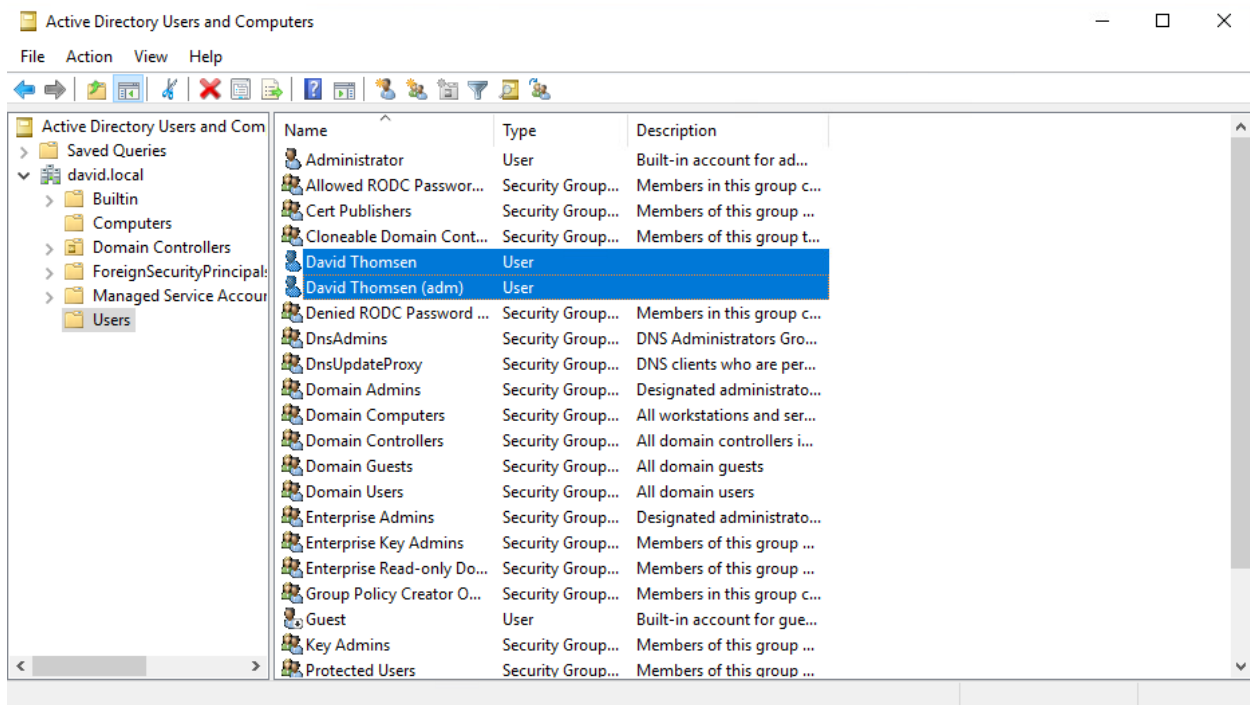 Active Directory Users and Computers
File Action View Help
Active Directory Users and Com
Saved Queries
david.local
Builtin
Computers
Domain Controllers
ForeignSecurityPrincipals
Managed Service Accour
Users
Name Type Description
Administrator User Built-in account for ad...
Allowed RODC Passwor... Security Group... Members in this group c...
Cert Publishers Security Group... Members of this group ...
Cloneable Domain Cont... Security Group... Members of this group t...
David Thomsen User
David Thomsen (adm) User
Denied RODC Password ... Security Group... Members in this group c...
DnsAdmins Security Group... DNS Administrators Gro...
DnsUpdateProxy Security Group... DNS clients who are per...
Domain Admins Security Group... Designated administrato...
Domain Computers Security Group... All workstations and ser...
Domain Controllers Security Group... All domain controllers i...
Domain Guests Security Group... All domain guests
Domain Users Security Group... All domain users
Enterprise Admins Security Group... Designated administrato...
Enterprise Key Admins Security Group... Members of this group ...
Enterprise Read-only Do... Security Group... Members of this group ...
Group Policy Creator O... Security Group... Members in this group c...
Guest User Built-in account for gue...
Key Admins Security Group... Members of this group ...
Protected Users Security Group... Members of this group ...